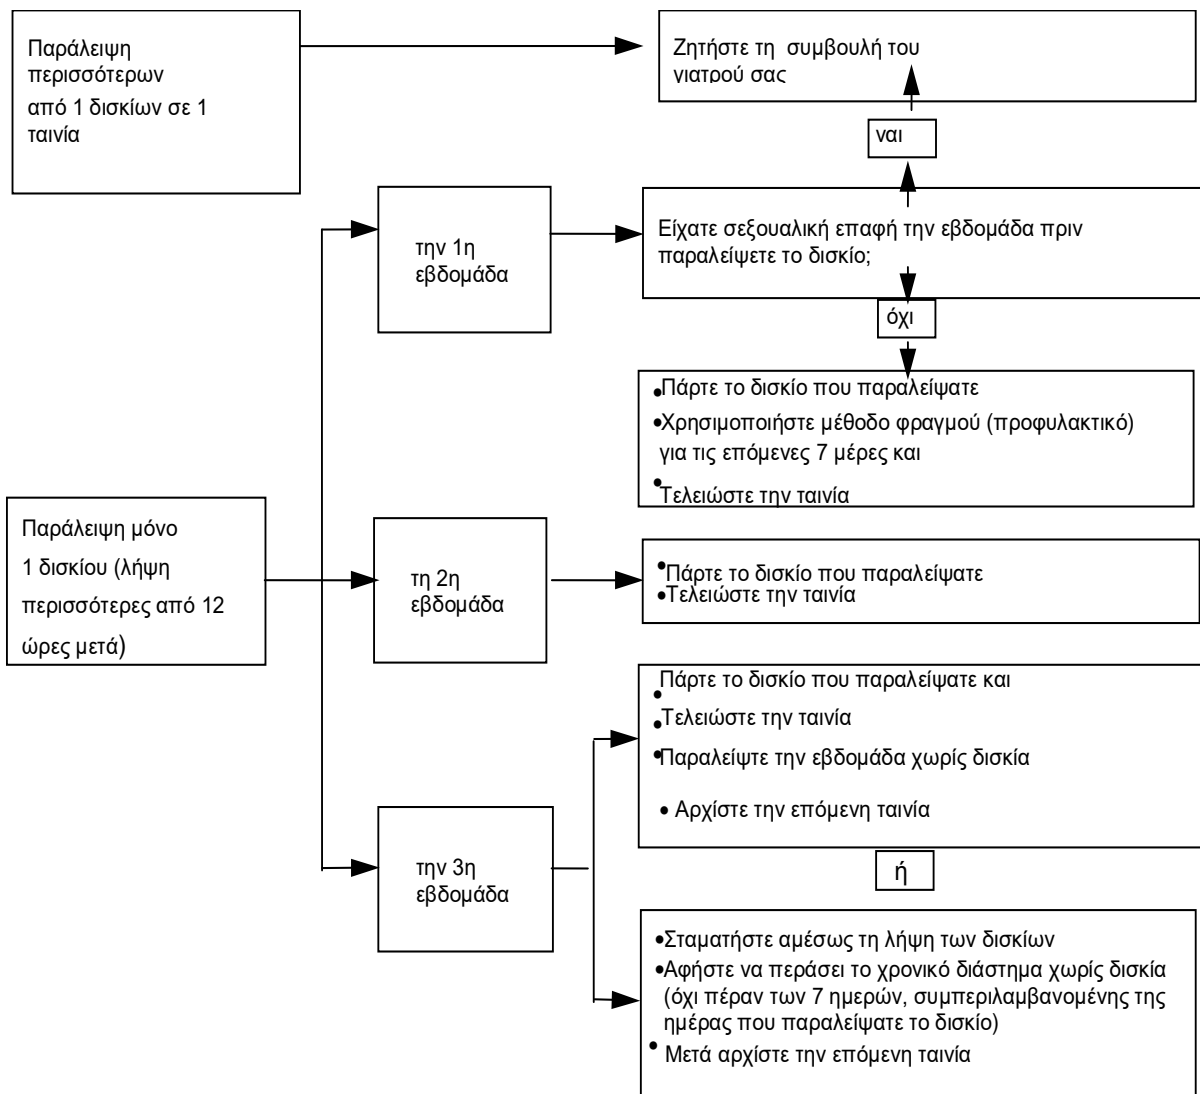 Παράλειψη
περισσότερων
από 1 δισκίων σε 1
ταινία
Ζητήστε τη συμβουλή του
γιατρού σας
ναι
την 1η
εβδομάδα
Είχατε σεξουαλική επαφή την εβδομάδα πριν
παραλείψετε το δισκίο;
όχι
•Πάρτε το δισκίο που παραλείψατε
•Χρησιμοποιήστε μέθοδο φραγμού (προφυλακτικό)
για τις επόμενες 7 μέρες και
•Τελειώστε την ταινία
Παράλειψη μόνο
1 δισκίου (λήψη
περισσότερες από 12
ώρες μετά)
τη 2η
εβδομάδα
•Πάρτε το δισκίο που παραλείψατε
•Τελειώστε την ταινία
•Πάρτε το δισκίο που παραλείψατε και
•Τελειώστε την ταινία
•Παραλείψτε την εβδομάδα χωρίς δισκία
• Αρχίστε την επόμενη ταινία
την 3η
εβδομάδα
ή
•Σταματήστε αμέσως τη λήψη των δισκίων
•Αφήστε να περάσει το χρονικό διάστημα χωρίς δισκία
(όχι πέραν των 7 ημερών, συμπεριλαμβανομένης της
ημέρας που παραλείψατε το δισκίο)
• Μετά αρχίστε την επόμενη ταινία